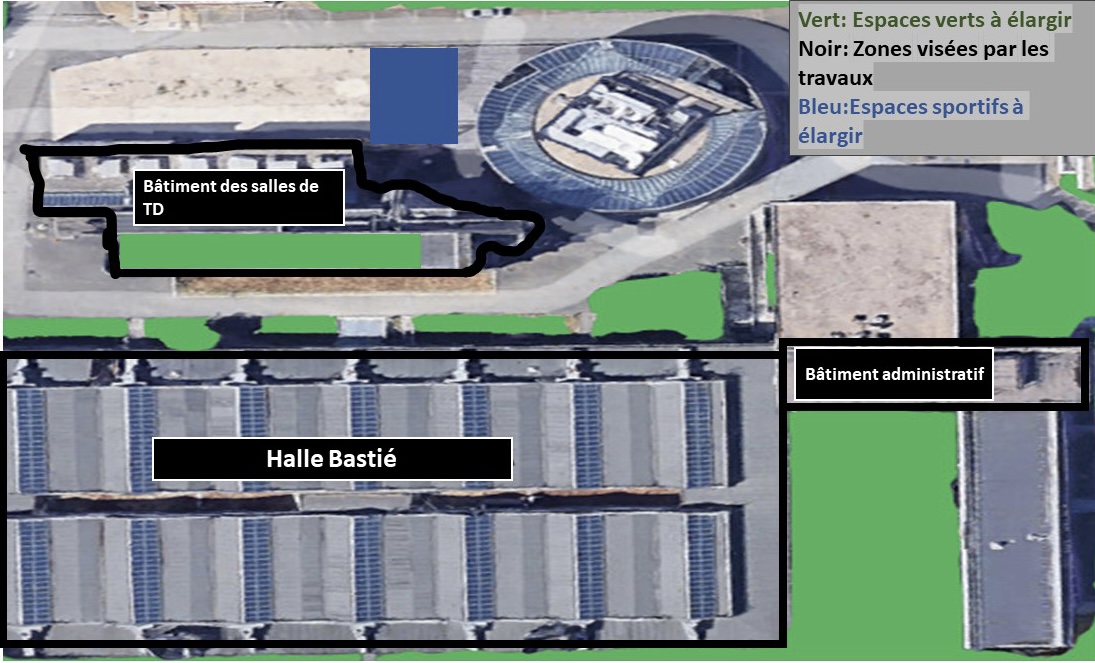 Vert: Espaces verts à élargir
Noir: Zones visées par les
travaux
Bleu:Espaces sportifs à
élargir
Bâtiment des salles de
TD
Bâtiment administratif
Halle Bastié